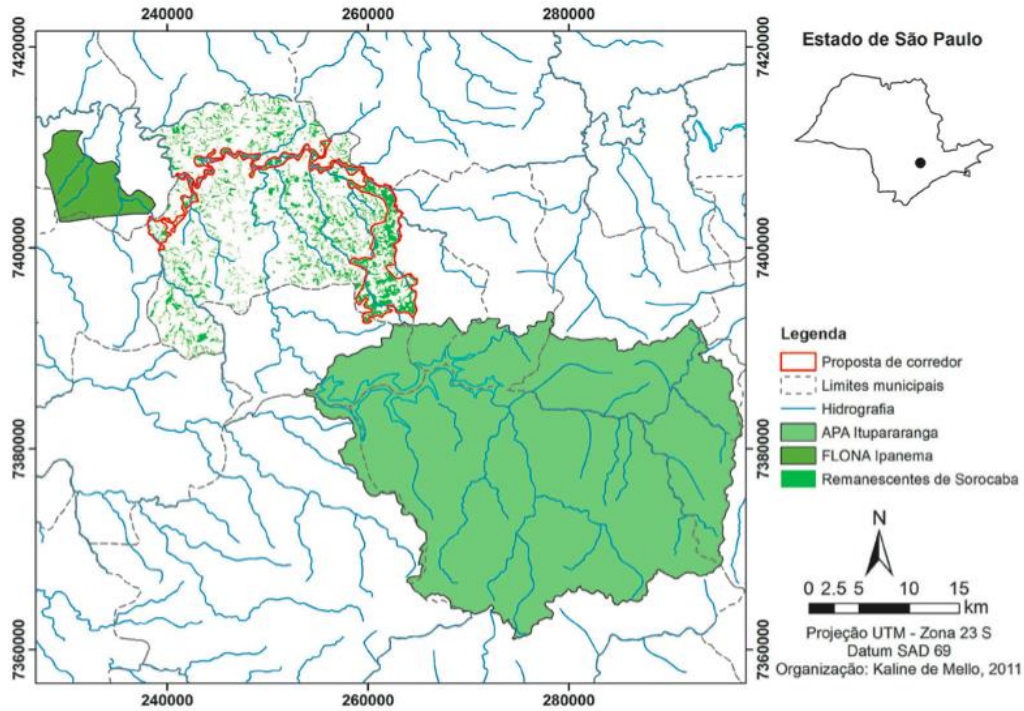 240000 260000 280000
7420000 7420000
7400000 7400000
7380000 7380000
7360000 7360000
240000 260000 280000
Estado de São Paulo
Legenda
Proposta de corredor
Limites municipais
Hidrografia
APA Itupararanga
FLONA Ipanema
Remanescentes de Sorocaba
N
0 2.5 5 10 15
km
Projeção UTM - Zona 23 S
Datum SAD 69
Organização: Kaline de Mello, 2011